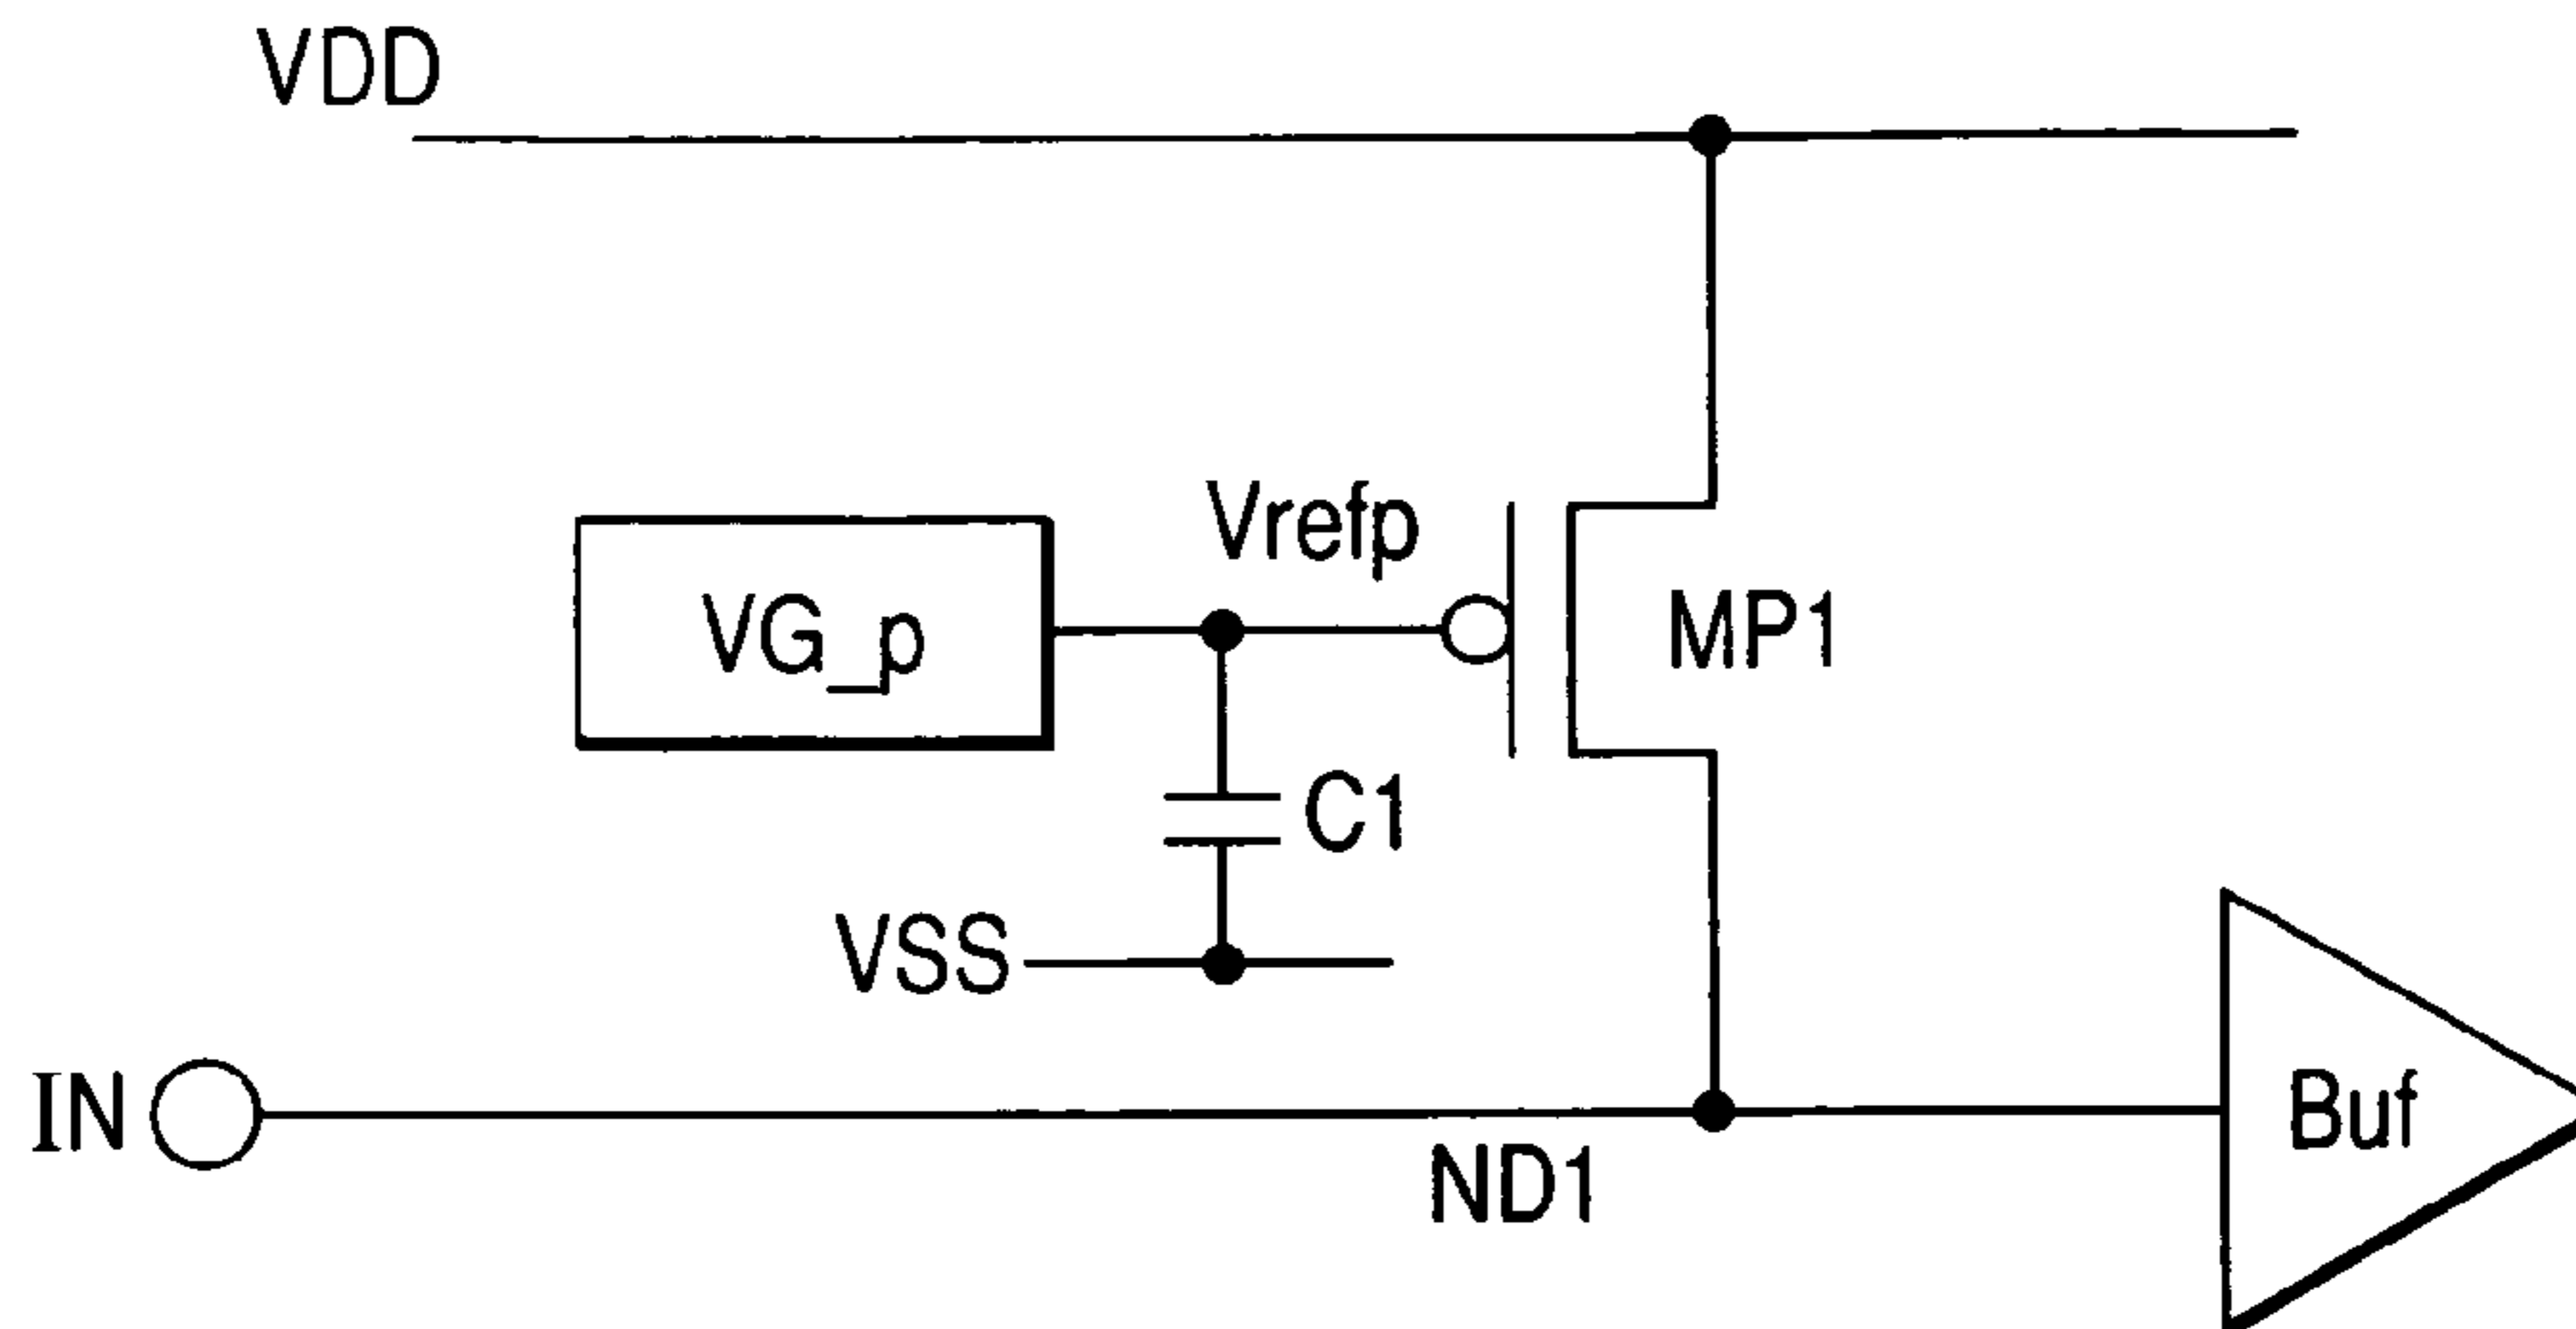 VDD
Vrefp
VG_p
MP1
C1
VSS
IN
Buf
ND1